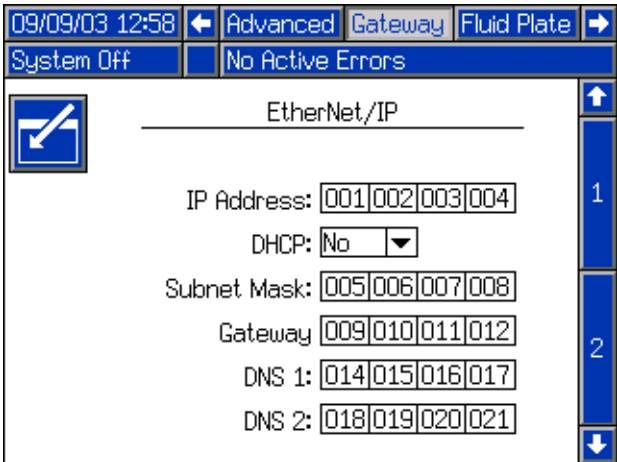 09/09/03 12:58 Advanced Gateway Fluid Plate
System Off No Active Errors
EtherNet/IP
IP Address: 001 002 003 004
1
DHCP: No
Subnet Mask: 005 006 007 008
Gateway 009 010 011 012
2
DNS 1: 014 015 016 017
DNS 2: 018 019 020 021